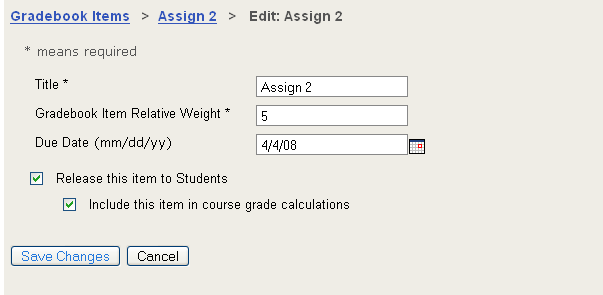 Gradebook Items > Assign 2 > Edit: Assign 2
* means required
Title * Assign 2
Gradebook Item Relative Weight * 5
Due Date (mm/dd/yy) 4/4/08
Release this item to Students
Include this item in course grade calculations
Save Changes Cancel